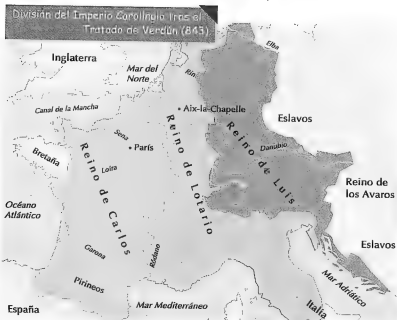 División del Imperio Carolingio tras el
Tratado de Verdún (843)
Inglaterra
Mar del
Norte
Rin
Elba
Canal de la Mancha
Aix-la-Chapelle
Eslavos
Sena
París
Bretaña
Loira
Danubio
Reino de Carlos
Reino de Lotario
Reino de Luis
Reino de
los Avaros
Océano
Atlántico
Garona
Ródano
Eslavos
Pirineos
Mar Adriático
España
Mar Mediterráneo
Italia